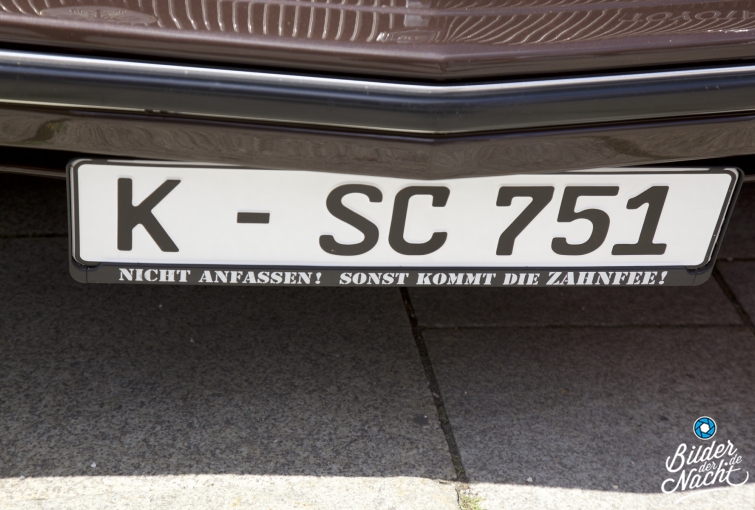 K - SC 751
NICHT ANFASSEN! SONST KOMMT DIE ZAHNFEE!
Bilder
der .de
Nacht